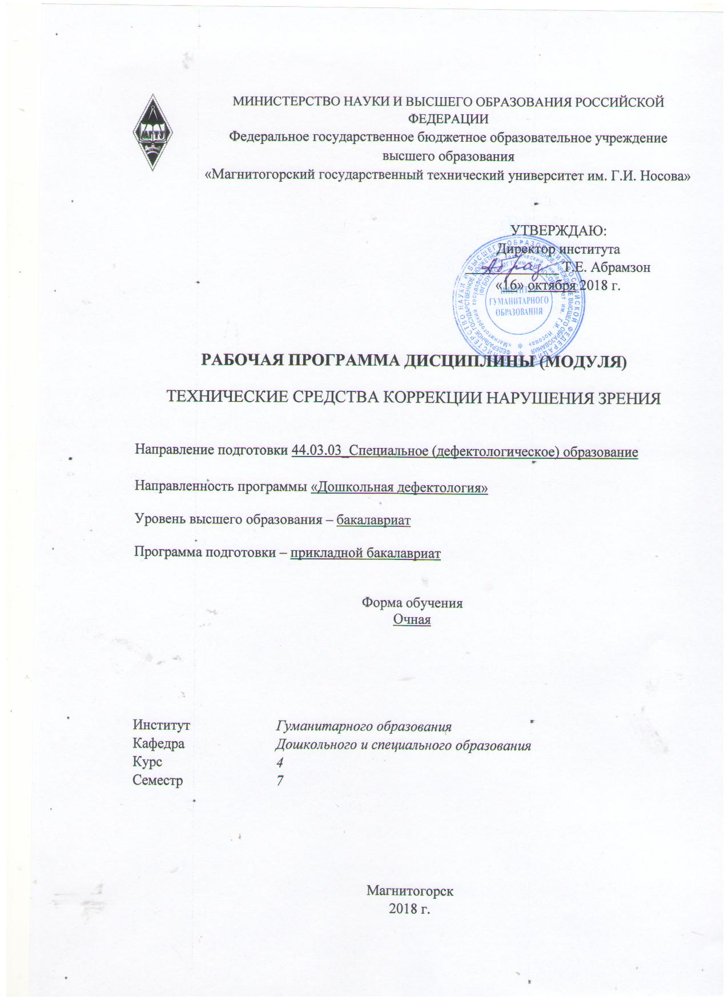 МИНИСТЕРСТВО НАУКИ И ВЫСШЕГО ОБРАЗОВАНИЯ РОССИЙСКОЙ
ФЕДЕРАЦИИ
Федеральное государственное бюджетное образовательное учреждение
высшего образования
«Магнитогорский государственный технический университет им. Г.И. Носова»
МГТУ
УТВЕРЖДАЮ:
Директор института
Т.Е. Абрамзон
«16» октября 2018 г.
ИНСТИТУТ
ГУМАНИТАРНОГО
ОБРАЗОВАНИЯ
РАБОЧАЯ ПРОГРАММА ДИСЦИПЛИНЫ (МОДУЛЯ)
ТЕХНИЧЕСКИЕ СРЕДСТВА КОРРЕКЦИИ НАРУШЕНИЯ ЗРЕНИЯ
Направление подготовки 44.03.03_Специальное (дефектологическое) образование
Направленность программы «Дошкольная дефектология»
Уровень высшего образования – бакалавриат
Программа подготовки – прикладной бакалавриат
Форма обучения
Очная
Институт Гуманитарного образования
Кафедра Дошкольного и специального образования
Курс 4
Семестр 7
Магнитогорск
2018 г.